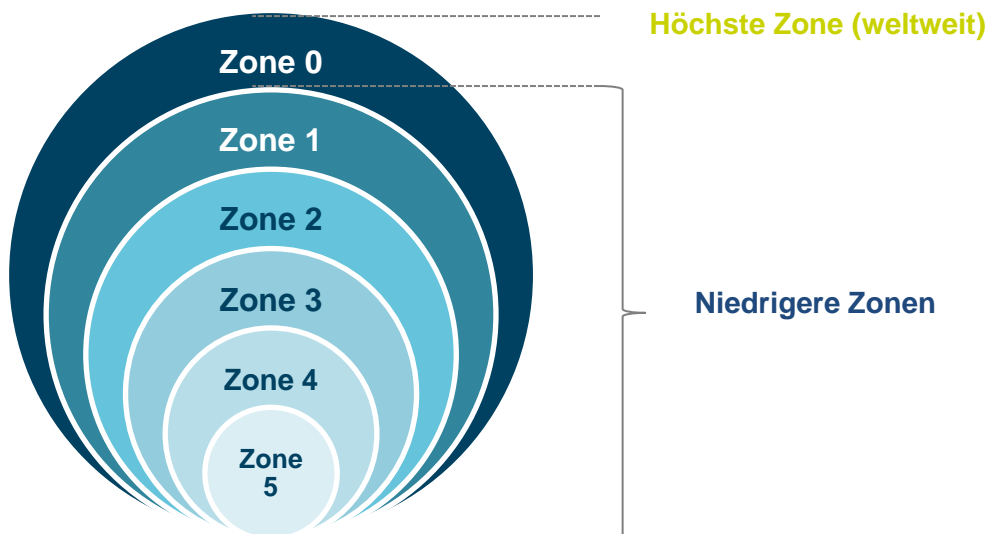 Höchste Zone (weltweit)
Zone 0
Zone 1
Zone 2
Zone 3
Niedrigere Zonen
Zone 4
Zone
5